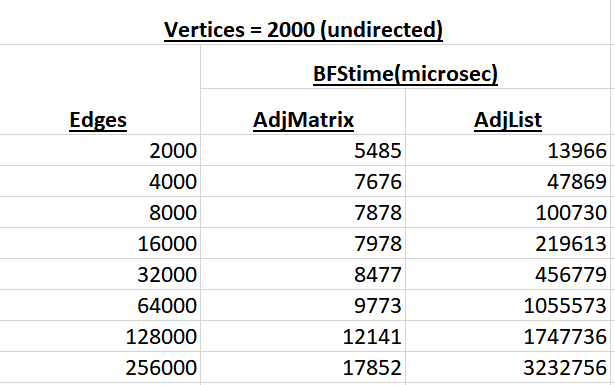 Vertices = 2000 (undirected)
BFStime(microsec)
Edges AdjMatrix AdjList
2000 5485 13966
4000 7676 47869
8000 7878 100730
16000 7978 219613
32000 8477 456779
64000 9773 1055573
128000 12141 1747736
256000 17852 3232756